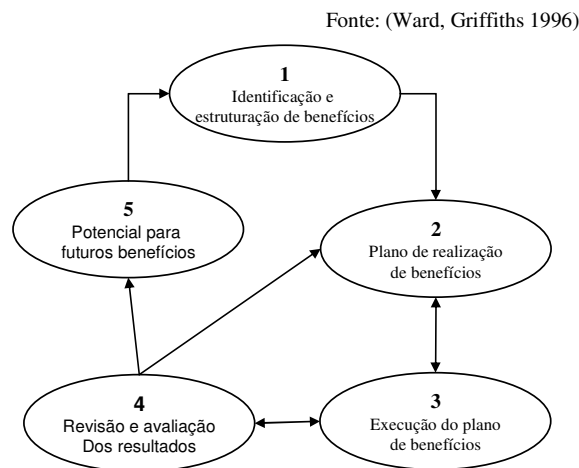 Fonte: (Ward, Griffiths 1996)
1
Identificação e
estruturação de benefícios
5
Potencial para
futuros benefícios
2
Plano de realização
de benefícios
4
Revisão e avaliação
Dos resultados
3
Execução do plano
de benefícios